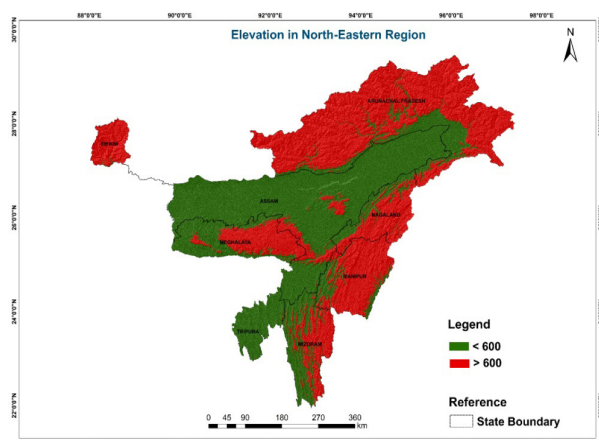 88°0'0"E 90°0'0"E 92°0'0"E 94°0'0"E 96°0'0"E 98°0'0"E
Elevation in North-Eastern Region
N
30°0'0"N
28°0'0"N
26°0'0"N
24°0'0"N
22°0'0"N
ARUNACHAL PRADESH
SIKKIM
ASSAM
NAGALAND
MEGHALAYA
MANIPUR
TRIPURA
MIZORAM
Legend
< 600
> 600
Reference
State Boundary
0 45 90 180 270 360
km